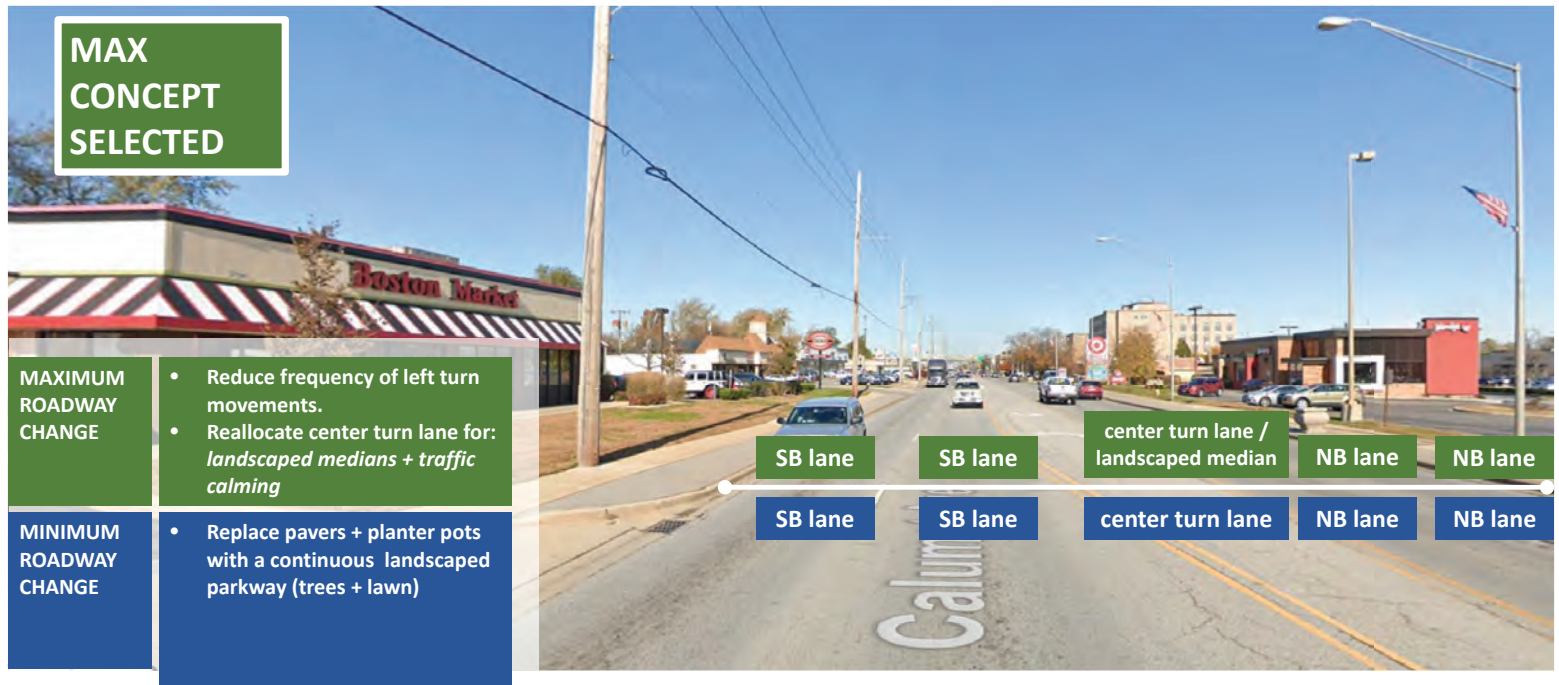 MAX
CONCEPT
SELECTED
Boston Market
MAXIMUM
ROADWAY
CHANGE
• Reduce frequency of left turn
movements.
• Reallocate center turn lane for:
landscaped medians + traffic
calming
MINIMUM
ROADWAY
CHANGE
• Replace pavers + planter pots
with a continuous landscaped
parkway (trees + lawn)
SB lane
SB lane
center turn lane /
landscaped median
NB lane
NB lane
SB lane
SB lane
center turn lane
NB lane
NB lane
Calum